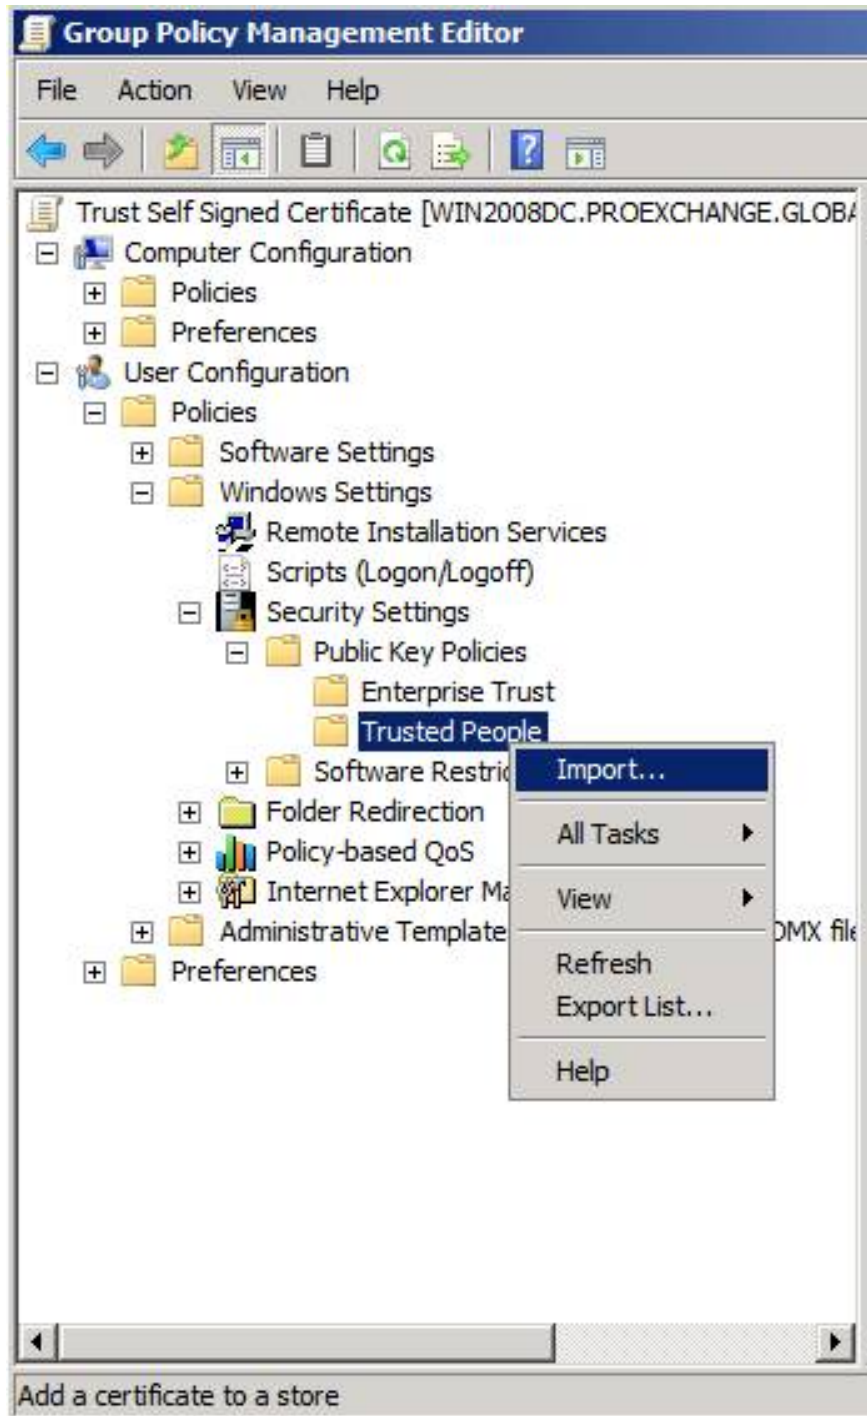 Group Policy Management Editor
File Action View Help
Trust Self Signed Certificate [WIN2008DC.PROEXCHANGE.GLOBA
Computer Configuration
Policies
Preferences
User Configuration
Policies
Software Settings
Windows Settings
Remote Installation Services
Scripts (Logon/Logoff)
Security Settings
Public Key Policies
Enterprise Trust
Trusted People
Software Restric
Import...
Folder Redirection
All Tasks
Policy-based QoS
Internet Explorer Ma
View
Administrative Template DMX file
Preferences
Refresh
Export List...
Help
Add a certificate to a store